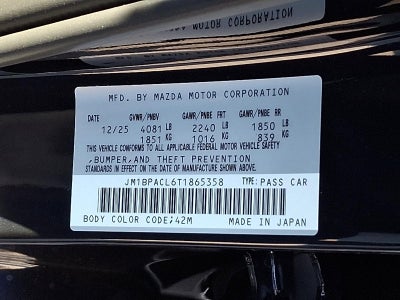 MFD. BY MAZDA MOTOR CORPORATION
GVWR/PNBV GAWR/PNBE FRT GAWR/PNBE RR
12/25 4081 LB 2240 LB 1850 LB
1851 KG 1016 KG 839 KG
THIS VEHICLE CONFORMS TO ALL APPLICABLE FEDERAL MOTOR VEHICLE SAFETY
,BUMPER,AND THEFT PREVENTION
STANDARDS IN EFFECT ON THE DATE OF MANUFACTURE SHOWN ABOVE.
JM1BPACL6T1865358 TYPE: PASS CAR
BODY COLOR CODE;42M MADE IN JAPAN